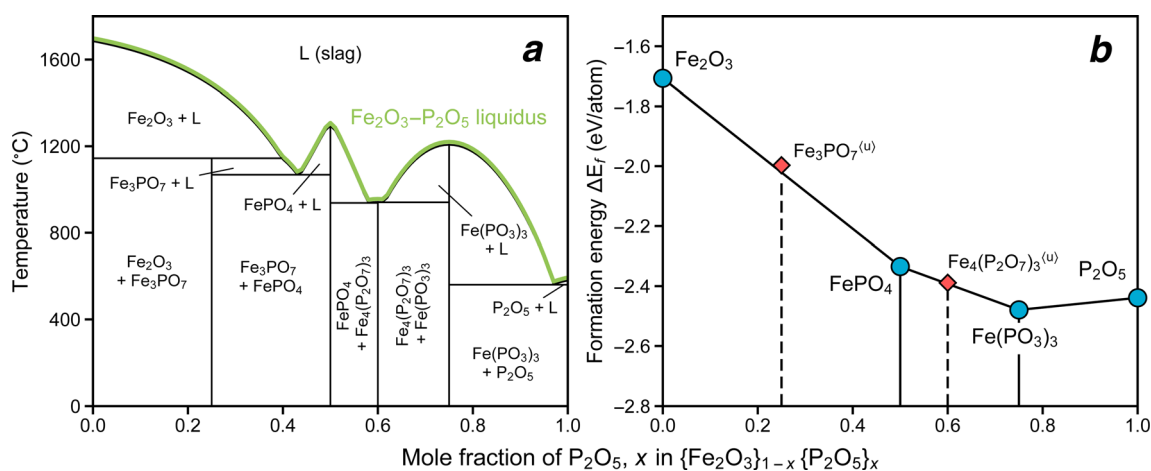 a
L (slag)
Fe₂O₃–P₂O₅ liquidus
Fe₂O₃ + L
Fe₃PO₇ + L
FePO₄ + L
Fe(PO₃)₃
+ L
Fe₂O₃
+ Fe₃PO₇
Fe₃PO₇
+ FePO₄
FePO₄
+ Fe₄(P₂O₇)₃
Fe₄(P₂O₇)₃
+ Fe(PO₃)₃
P₂O₅ + L
Fe(PO₃)₃
+ P₂O₅
Temperature (°C)
1600
1200
800
400
0
0.0 0.2 0.4 0.6 0.8 1.0
b
Fe₂O₃
Fe₃PO₇⁽ᵘ⁾
FePO₄
Fe₄(P₂O₇)₃⁽ᵘ⁾
P₂O₅
Fe(PO₃)₃
Formation energy ΔE_f (eV/atom)
−1.6
−1.8
−2.0
−2.2
−2.4
−2.6
−2.8
0.0 0.2 0.4 0.6 0.8 1.0
Mole fraction of P₂O₅, x in {Fe₂O₃}₁₋ₓ{P₂O₅}ₓ